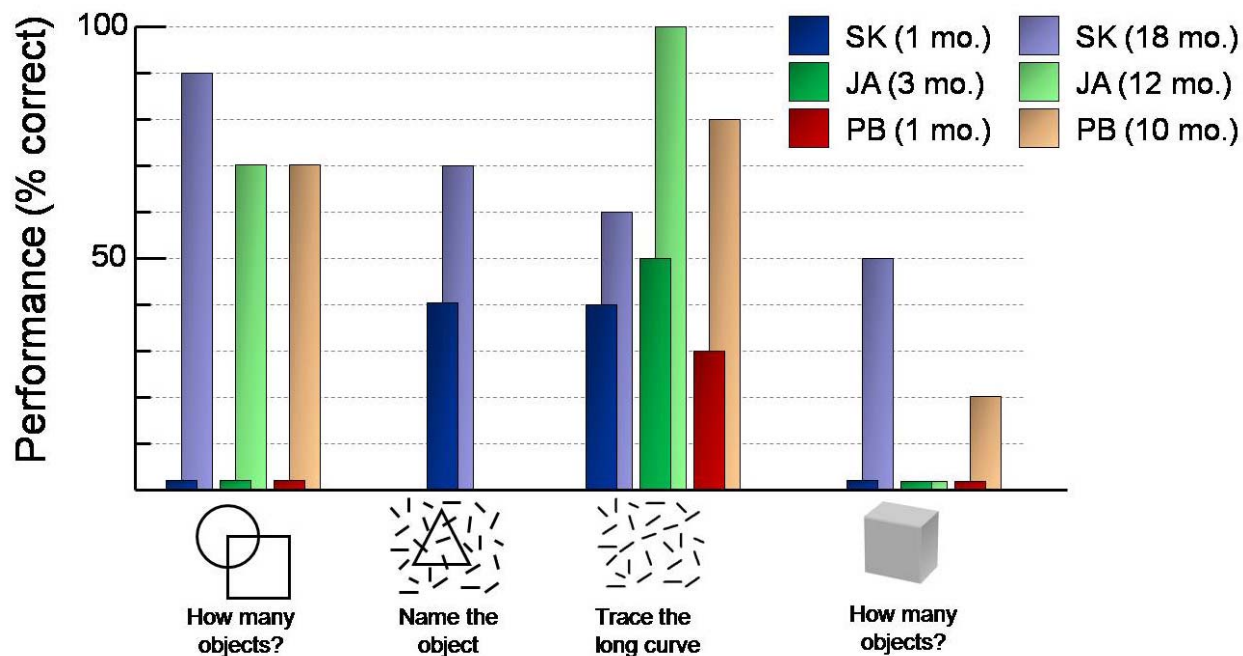 Performance (% correct)
100
50
SK (1 mo.)
SK (18 mo.)
JA (3 mo.)
JA (12 mo.)
PB (1 mo.)
PB (10 mo.)
How many
objects?
Name the
object
Trace the
long curve
How many
objects?